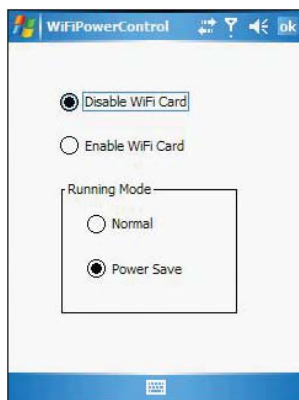 WiFiPowerControl ok
Disable WiFi Card
Enable WiFi Card
Running Mode
Normal
Power Save